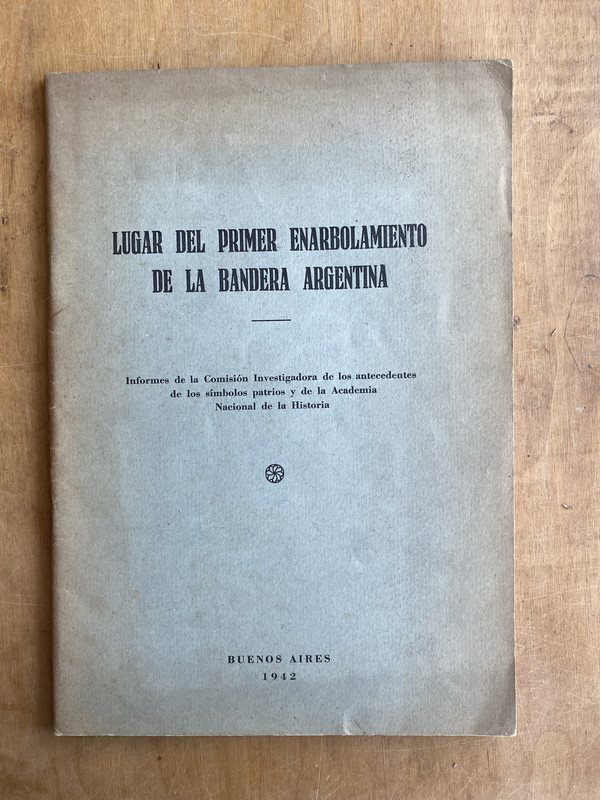 LUGAR DEL PRIMER ENARBOLAMIENTO
DE LA BANDERA ARGENTINA
Informes de la Comisión Investigadora de los antecedentes
de los símbolos patrios y de la Academia
Nacional de la Historia
BUENOS AIRES
1942